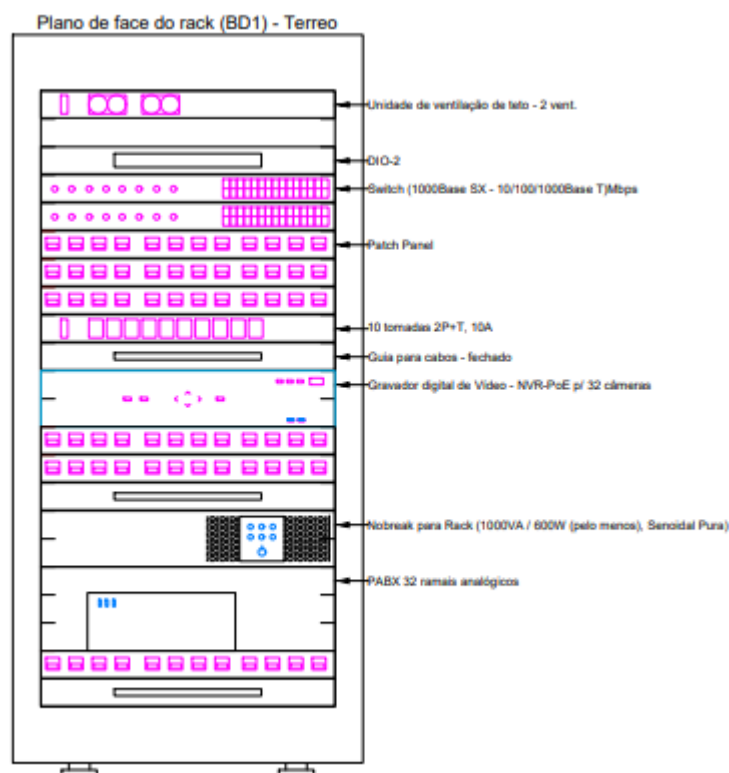 Plano de face do rack (BD1) - Terreo
Unidade de ventilação de teto - 2 vent.
DIO-2
Switch (1000Base SX - 10/100/1000Base T)Mbps
Patch Panel
10 tomadas 2P+T, 10A
Guia para cabos - fechado
Gravador digital de Vídeo - NVR-PoE p/ 32 câmeras
Nobreak para Rack (1000VA / 600W (pelo menos), Senoidal Pura)
PABX 32 ramais analógicos